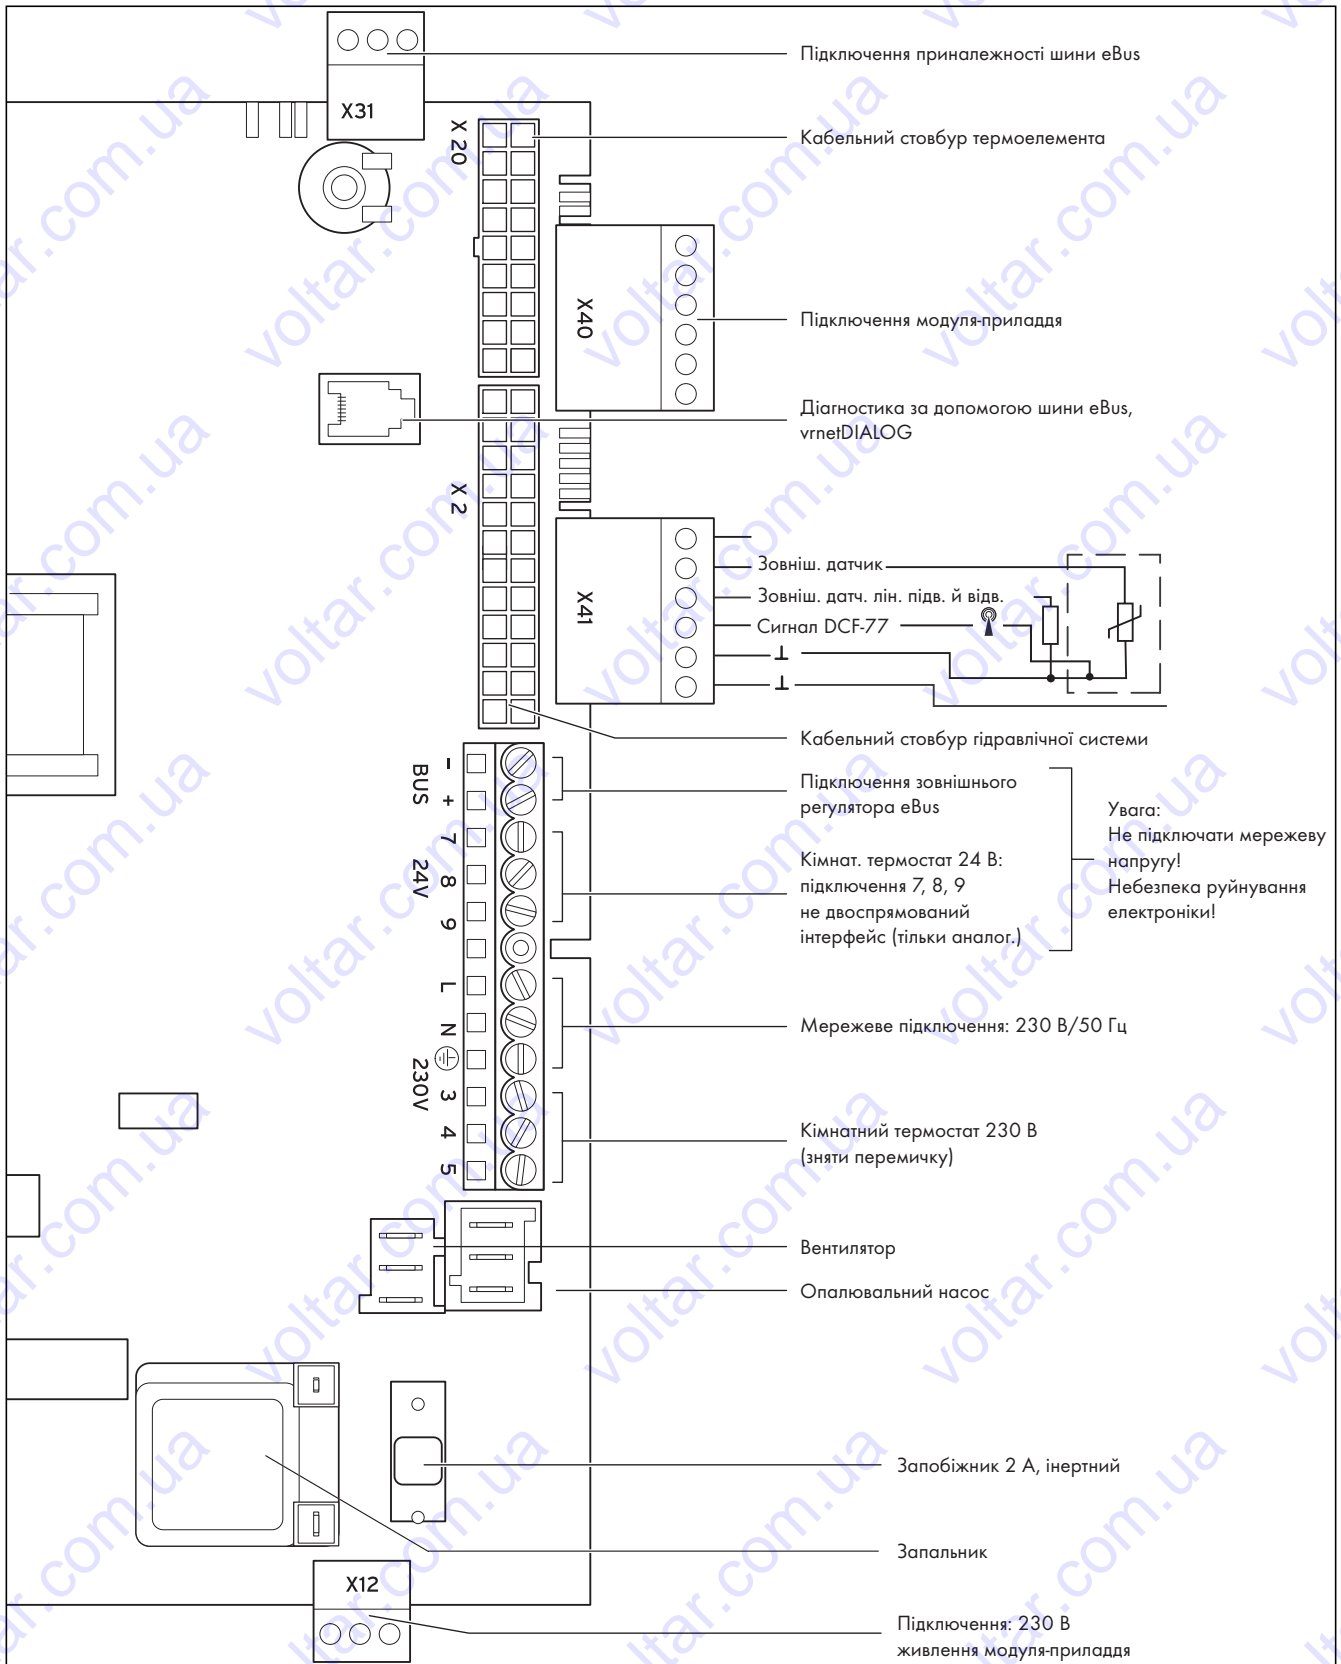 Підключення приналежності шини eBus
X31
X 20
Кабельний стовбур термоелемента
X40
Підключення модуля-приладдя
Діагностика за допомогою шини eBus,
vrnetDIALOG
X 2
X41
Зовніш. датчик
Зовніш. датч. лін. підв. й відв.
Сигнал DCF-77
Кабельний стовбур гідравлічної системи
BUS
- +
Підключення зовнішнього
регулятора eBus
24V
7 8 9
Кімнат. термостат 24 В:
підключення 7, 8, 9
не двоспрямований
інтерфейс (тільки аналог.)
Увага:
Не підключати мережеву
напругу!
Небезпека руйнування
електроніки!
L N
Мережеве підключення: 230 В/50 Гц
230V
3 4 5
Кімнатний термостат 230 В
(зняти перемичку)
Вентилятор
Опалювальний насос
Запобіжник 2 А, інертний
Запальник
X12
Підключення: 230 В
живлення модуля-приладдя
voltar.com.ua